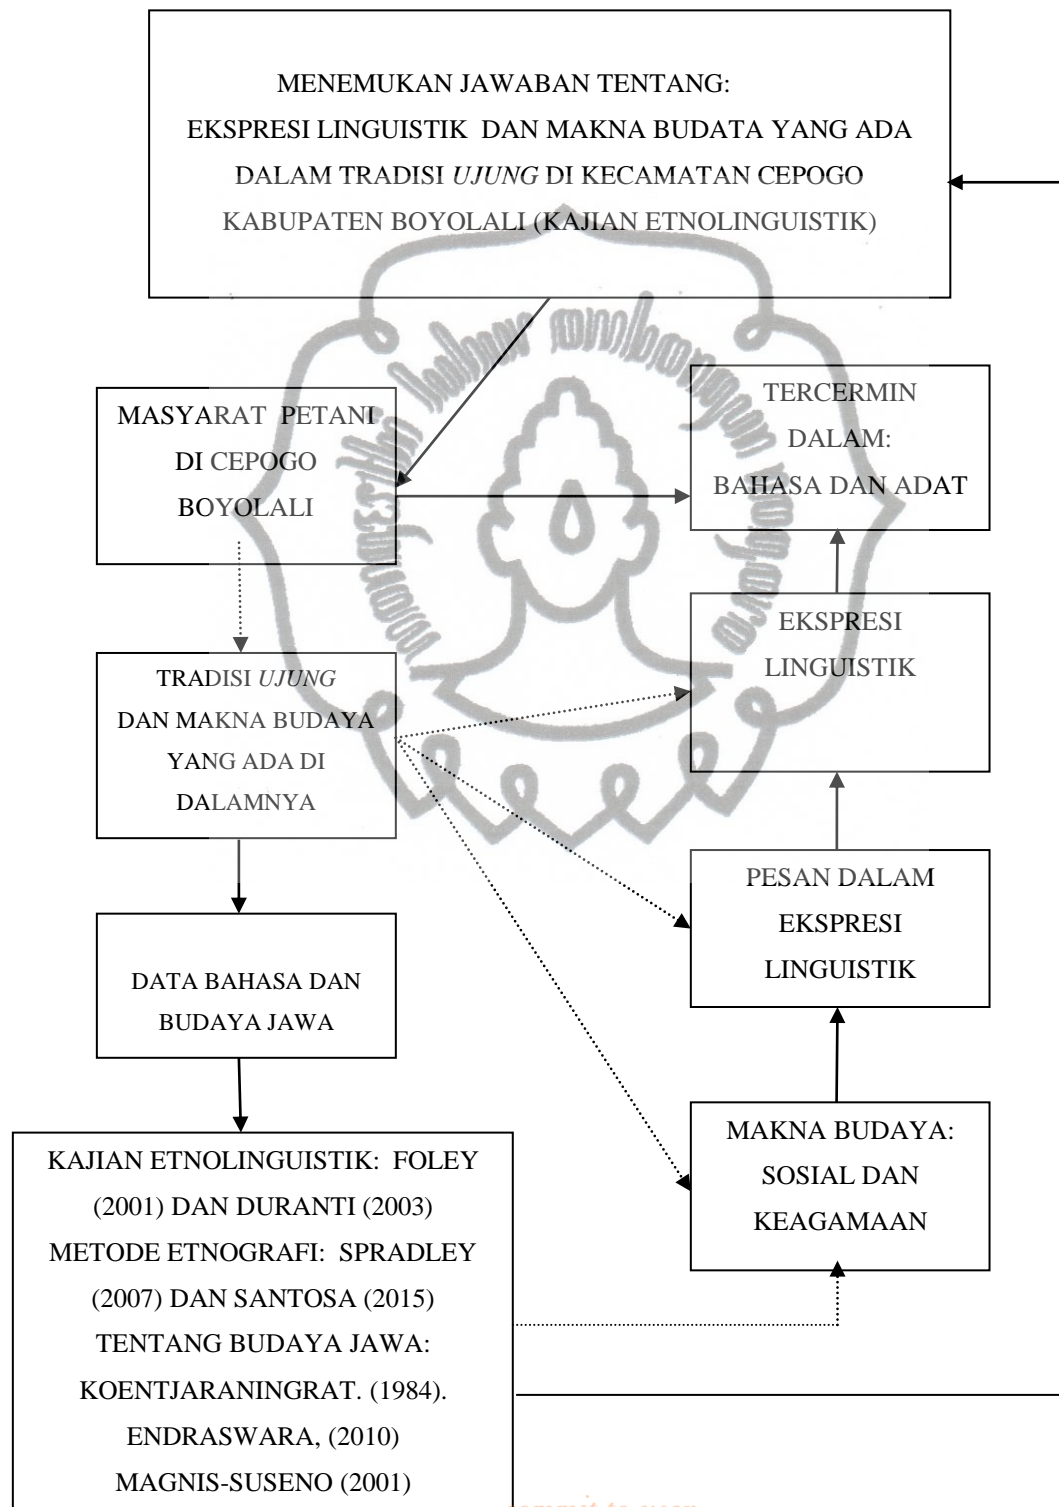 MENEMUKAN JAWABAN TENTANG:
EKSPRESI LINGUISTIK DAN MAKNA BUDATA YANG ADA
DALAM TRADISI UJUNG DI KECAMATAN CEPOGO
KABUPATEN BOYOLALI (KAJIAN ETNOLINGUISTIK)
MASYARAT PETANI
DI CEPOGO
BOYOLALI
TERCERMIN
DALAM:
BAHASA DAN ADAT
TRADISI UJUNG
DAN MAKNA BUDAYA
YANG ADA DI
DALAMNYA
EKSPRESI
LINGUISTIK
DATA BAHASA DAN
BUDAYA JAWA
PESAN DALAM
EKSPRESI
LINGUISTIK
KAJIAN ETNOLINGUISTIK: FOLEY
(2001) DAN DURANTI (2003)
METODE ETNOGRAFI: SPRADLEY
(2007) DAN SANTOSA (2015)
TENTANG BUDAYA JAWA:
KOENTJARANINGRAT. (1984).
ENDRASWARA, (2010)
MAGNIS-SUSENO (2001)
MAKNA BUDAYA:
SOSIAL DAN
KEAGAMAAN
commit to user